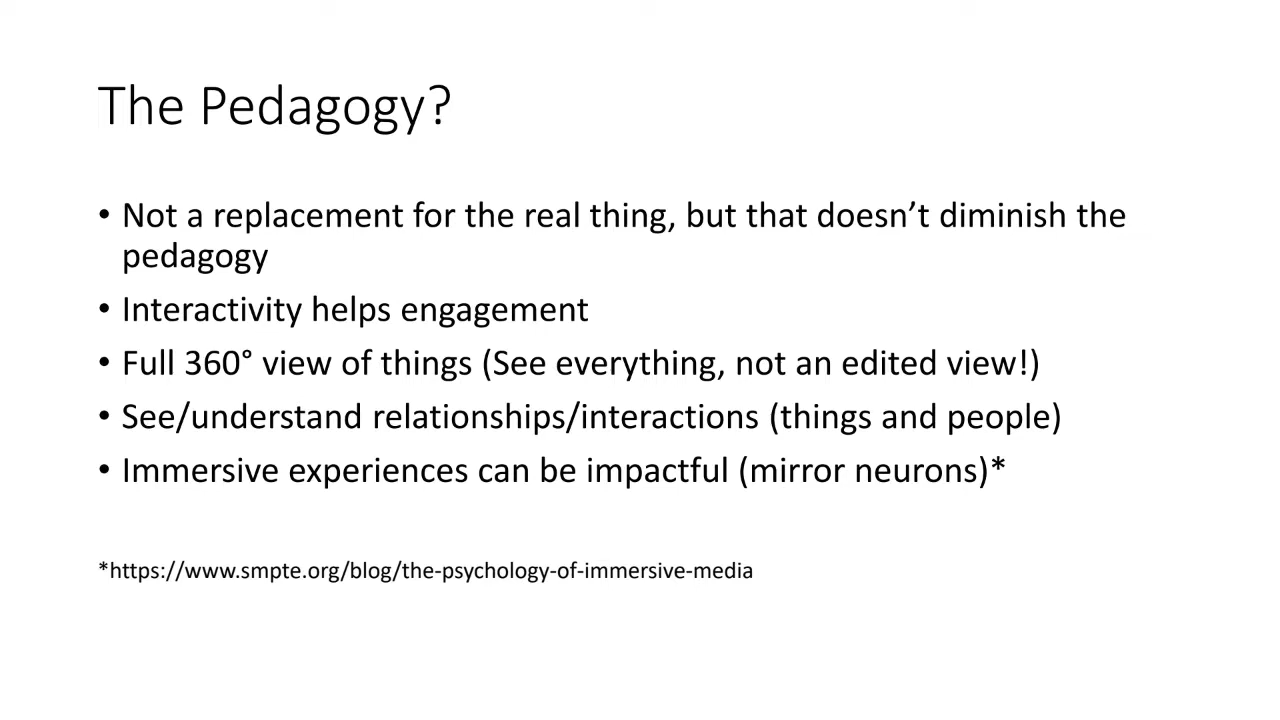 The Pedagogy?
• Not a replacement for the real thing, but that doesn’t diminish the
pedagogy
• Interactivity helps engagement
• Full 360° view of things (See everything, not an edited view!)
• See/understand relationships/interactions (things and people)
• Immersive experiences can be impactful (mirror neurons)*
*https://www.smpte.org/blog/the-psychology-of-immersive-media